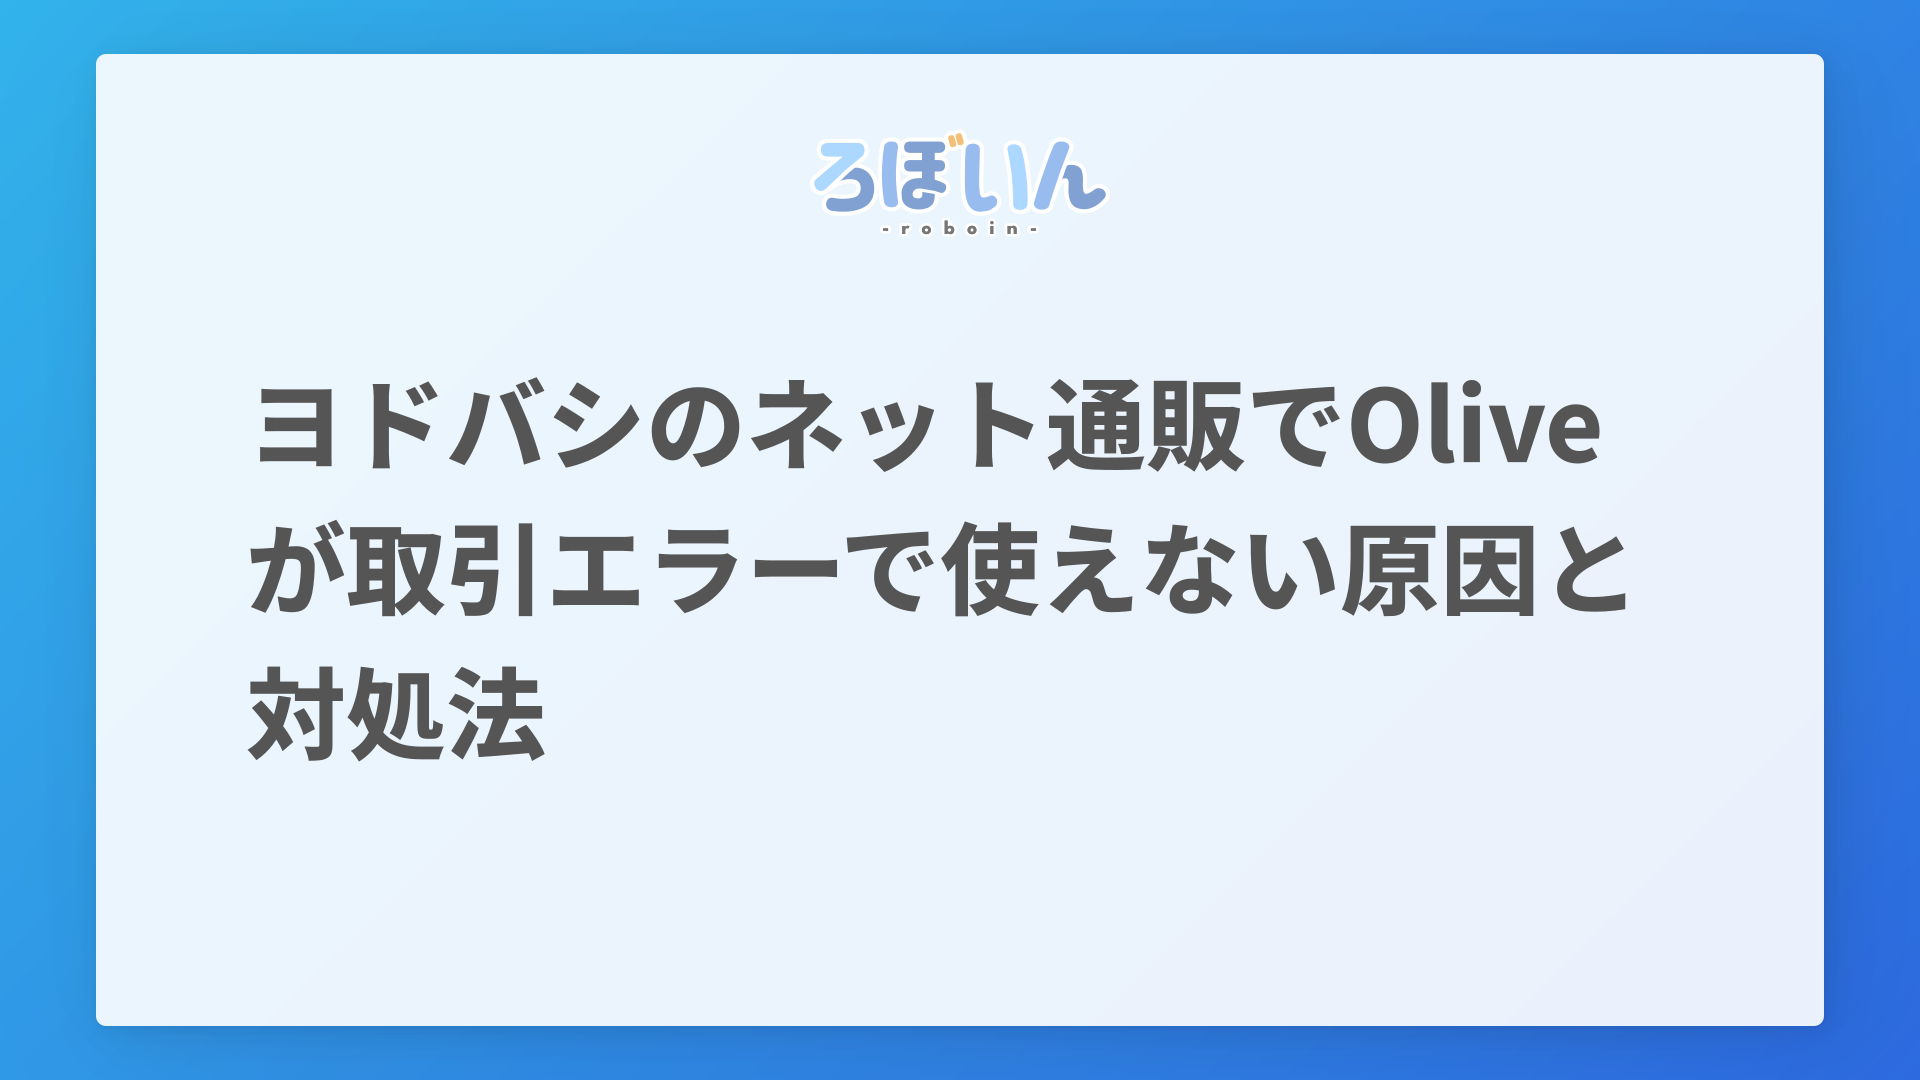 ろぼいん
-roboin-
ヨドバシのネット通販でOlive
が取引エラーで使えない原因と
対処法